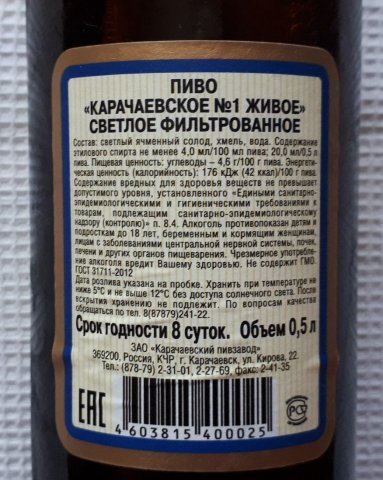 ПИВО
«КАРАЧАЕВСКОЕ №1 ЖИВОЕ»
СВЕТЛОЕ ФИЛЬТРОВАННОЕ
Состав: светлый ячменный солод, хмель, вода. Содержание
этилового спирта не менее 4,0 мл/100 мл пива; 20,0 мл/0,5 л
пива. Пищевая ценность: углеводы – 4,6 г/100 г пива. Энергети-
ческая ценность (калорийность): 176 кДж (42 ккал)/100 г пива.
Содержание вредных для здоровья веществ не превышает
допустимого уровня, установленного «Едиными санитарно-
эпидемиологическими и гигиеническими требованиями к
товарам, подлежащим санитарно-эпидемиологическому
надзору (контролю)» п. 8.4. Алкоголь противопоказан детям и
подросткам до 18 лет, беременным и кормящим женщинам,
лицам с заболеваниями центральной нервной системы, почек,
печени и других органов пищеварения. Чрезмерное употребле-
ние алкоголя вредит Вашему здоровью. Не содержит ГМО.
ГОСТ 31711-2012
Дата розлива указана на пробке. Хранить при температуре не
ниже 5°С и не выше 12°С без доступа солнечного света. После
вскрытия хранению не подлежит. По вопросам качества
обращаться по тел. 8(87879)241-22.
Срок годности 8 суток. Объем 0,5 л
ЗАО «Карачаевский пивзавод»
369200, Россия, КЧР, г. Карачаевск, ул. Кирова, 22.
Тел.: (878-79) 2-31-01, 2-27-69, факс: 2-41-35
ЕАС
РСТ
4 603815 400025